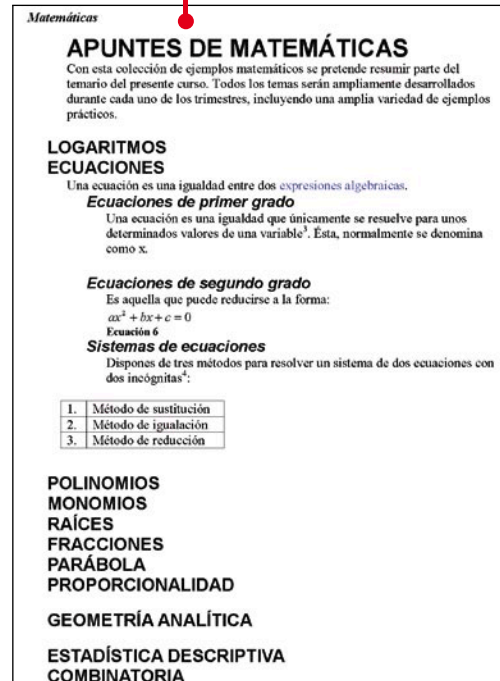 Matemáticas
APUNTES DE MATEMÁTICAS
Con esta colección de ejemplos matemáticos se pretende resumir parte del
temario del presente curso. Todos los temas serán ampliamente desarrollados
durante cada uno de los trimestres, incluyendo una amplia variedad de ejemplos
prácticos.
LOGARITMOS
ECUACIONES
Una ecuación es una igualdad entre dos expresiones algebraicas.
Ecuaciones de primer grado
Una ecuación es una igualdad que únicamente se resuelve para unos
determinados valores de una variable³. Ésta, normalmente se denomina
como x.
Ecuaciones de segundo grado
Es aquella que puede reducirse a la forma:
ax² + bx + c = 0
Ecuación 6
Sistemas de ecuaciones
Dispones de tres métodos para resolver un sistema de dos ecuaciones con
dos incógnitas⁴:
1. Método de sustitución
2. Método de igualación
3. Método de reducción
POLINOMIOS
MONOMIOS
RAÍCES
FRACCIONES
PARÁBOLA
PROPORCIONALIDAD
GEOMETRÍA ANALÍTICA
ESTADÍSTICA DESCRIPTIVA
COMBINATORIA